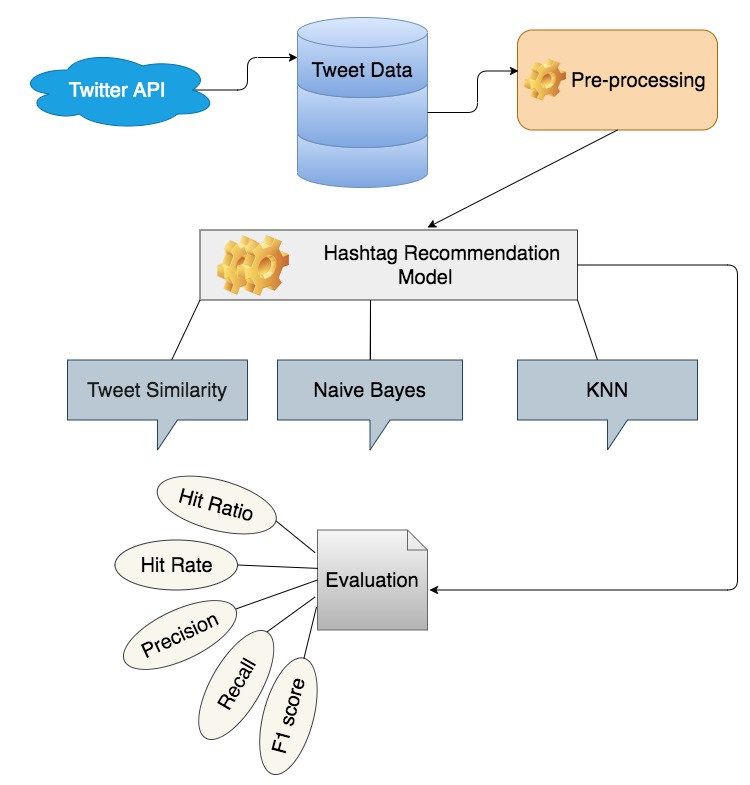 Twitter API
Tweet Data
Pre-processing
Hashtag Recommendation
Model
Tweet Similarity
Naive Bayes
KNN
Hit Ratio
Hit Rate
Evaluation
Precision
Recall
F1 score